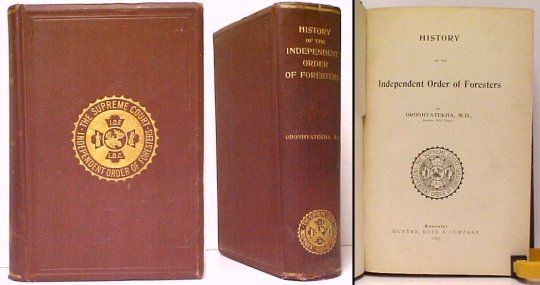 THE SUPREME COURT
INDEPENDENT ORDER OF FORESTERS
I.O.F.
L.B.C.
HISTORY
OF THE
INDEPENDENT
ORDER
OF FORESTERS
ORONHYATEKHA,
HISTORY
OF THE
Independent Order of Foresters
BY
ORONHYATEKHA, M.D.,
Toronto:
HUNTER, ROSE & COMPANY.